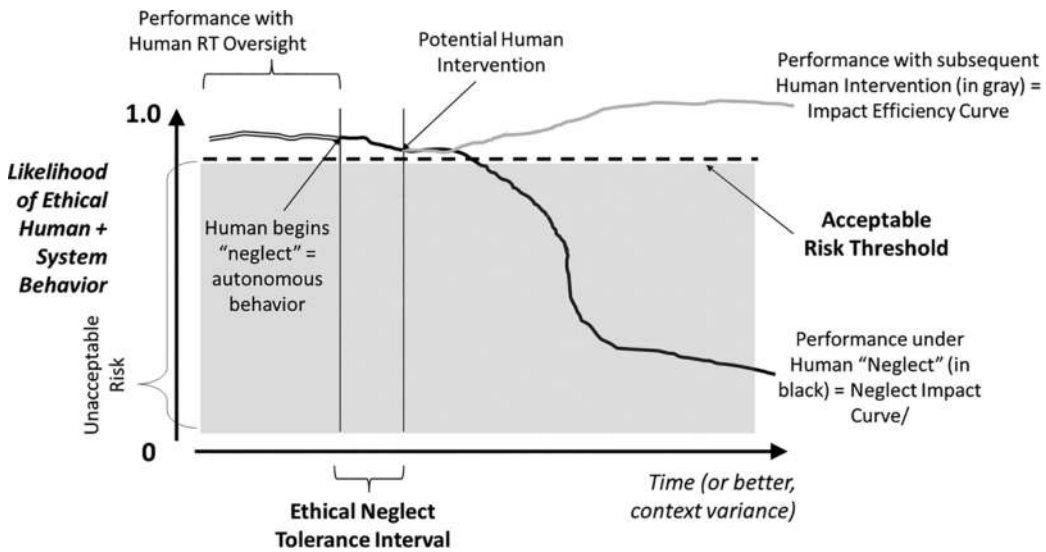 Performance with
Human RT Oversight
Potential Human
Intervention
Performance with subsequent
Human Intervention (in gray) =
Impact Efficiency Curve
1.0
Likelihood
of Ethical
Human +
System
Behavior
Human begins
“neglect” =
autonomous
behavior
Acceptable
Risk Threshold
Unacceptable
Risk
Performance under
Human “Neglect” (in
black) = Neglect Impact
Curve/
0
Time (or better,
context variance)
Ethical Neglect
Tolerance Interval